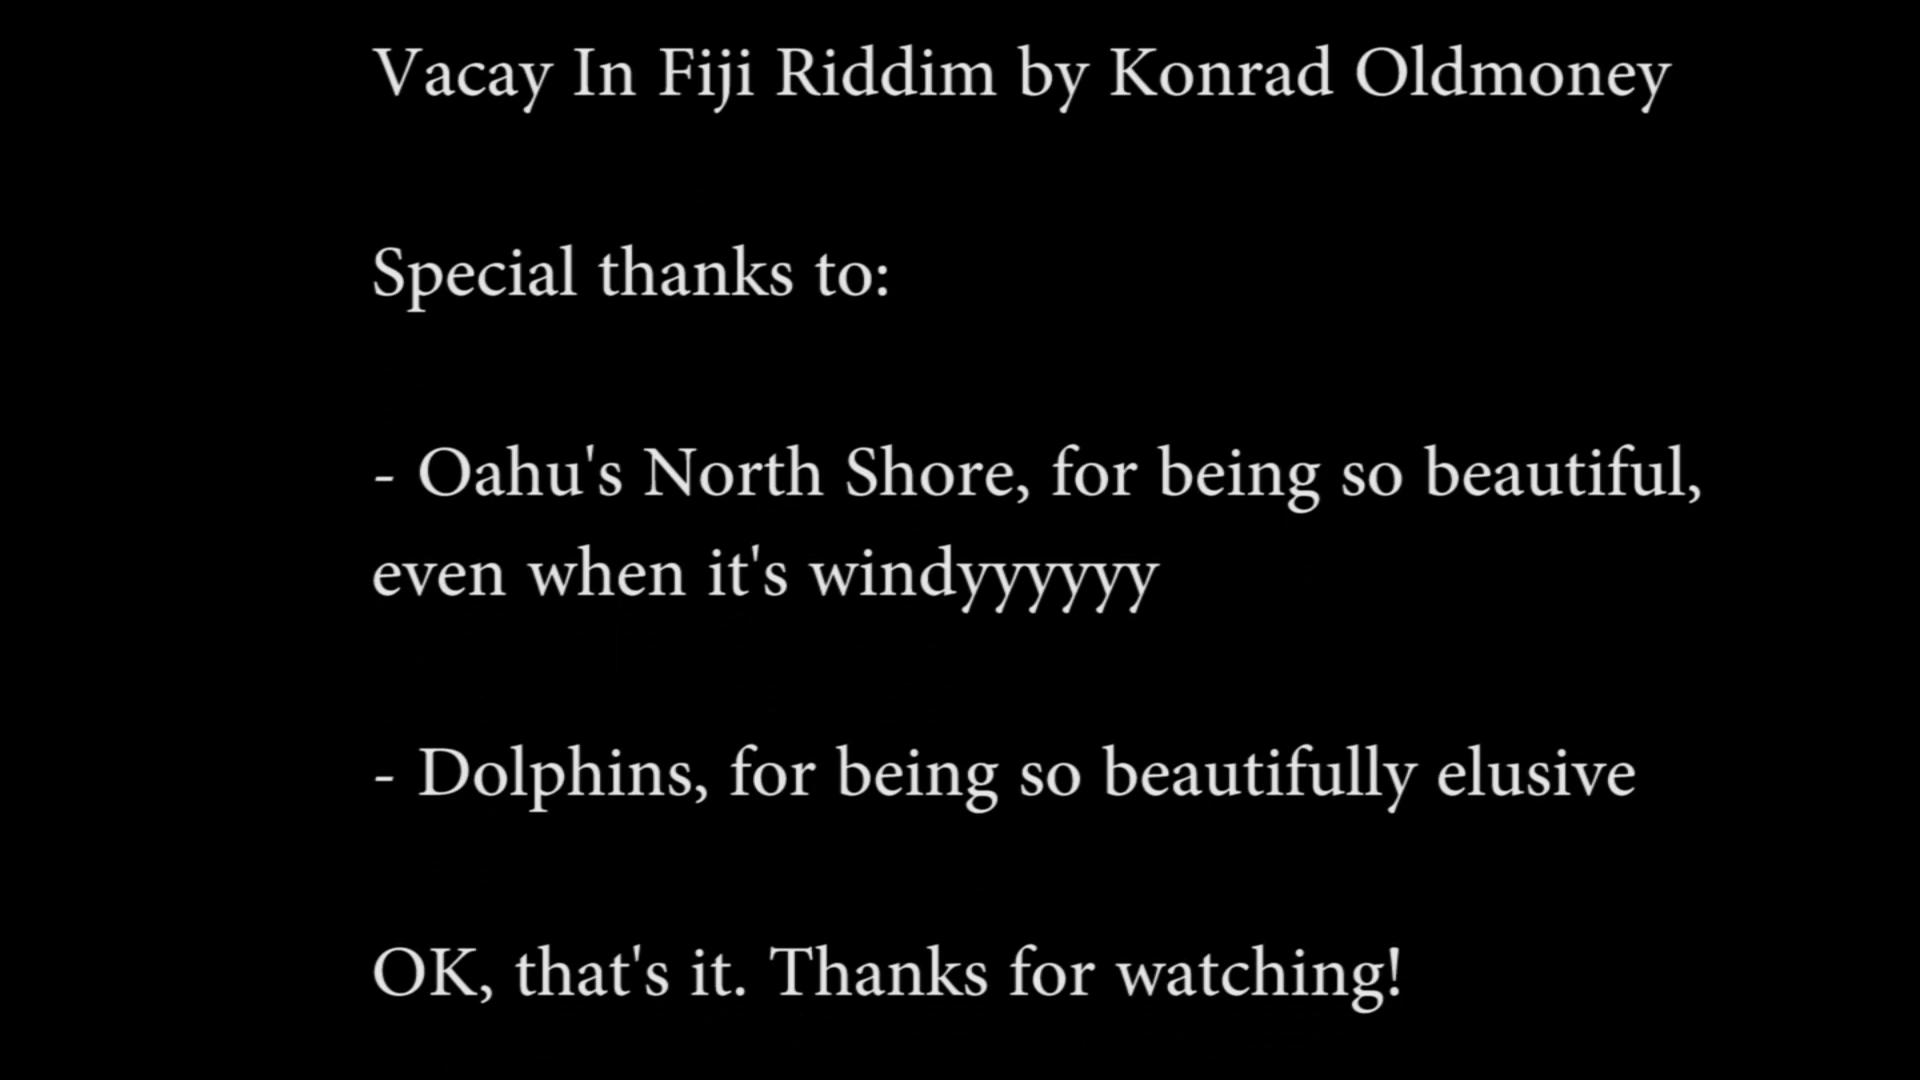 Vacay In Fiji Riddim by Konrad Oldmoney
Special thanks to:
- Oahu's North Shore, for being so beautiful,
even when it's windyyyyyy
- Dolphins, for being so beautifully elusive
OK, that's it. Thanks for watching!